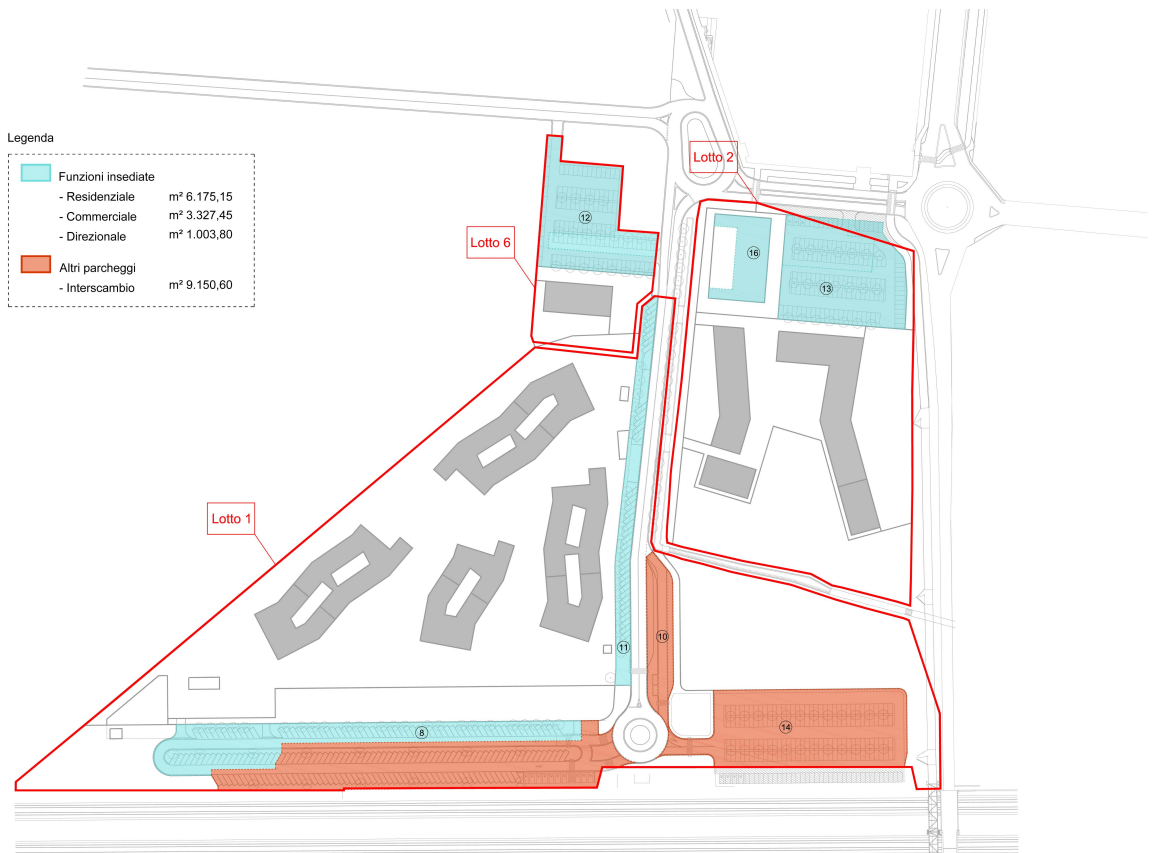 Legenda
Funzioni insediate
- Residenziale m² 6.175,15
- Commerciale m² 3.327,45
- Direzionale m² 1.003,80
Altri parcheggi
- Interscambio m² 9.150,60
Lotto 2
12
Lotto 6
16
13
Lotto 1
10
11
14
8